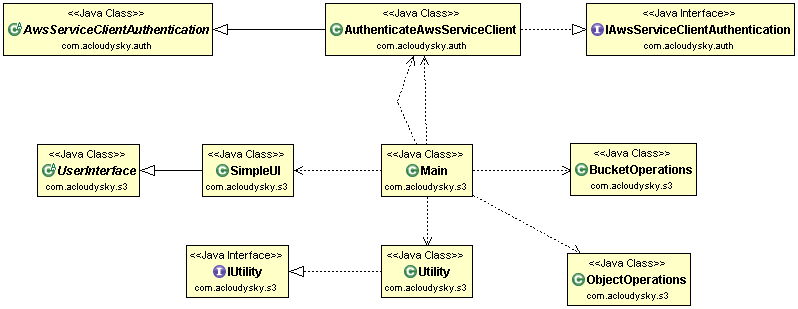 <<Java Class>>
AwsServiceClientAuthentication
com.acloudysky.auth
<<Java Class>>
AuthenticateAwsServiceClient
com.acloudysky.auth
<<Java Interface>>
IAwsServiceClientAuthentication
com.acloudysky.auth
<<Java Class>>
UserInterface
com.acloudysky.s3
<<Java Class>>
SimpleUI
com.acloudysky.s3
<<Java Class>>
Main
com.acloudysky.s3
<<Java Class>>
BucketOperations
com.acloudysky.s3
<<Java Interface>>
IUtility
com.acloudysky.s3
<<Java Class>>
Utility
com.acloudysky.s3
<<Java Class>>
ObjectOperations
com.acloudysky.s3